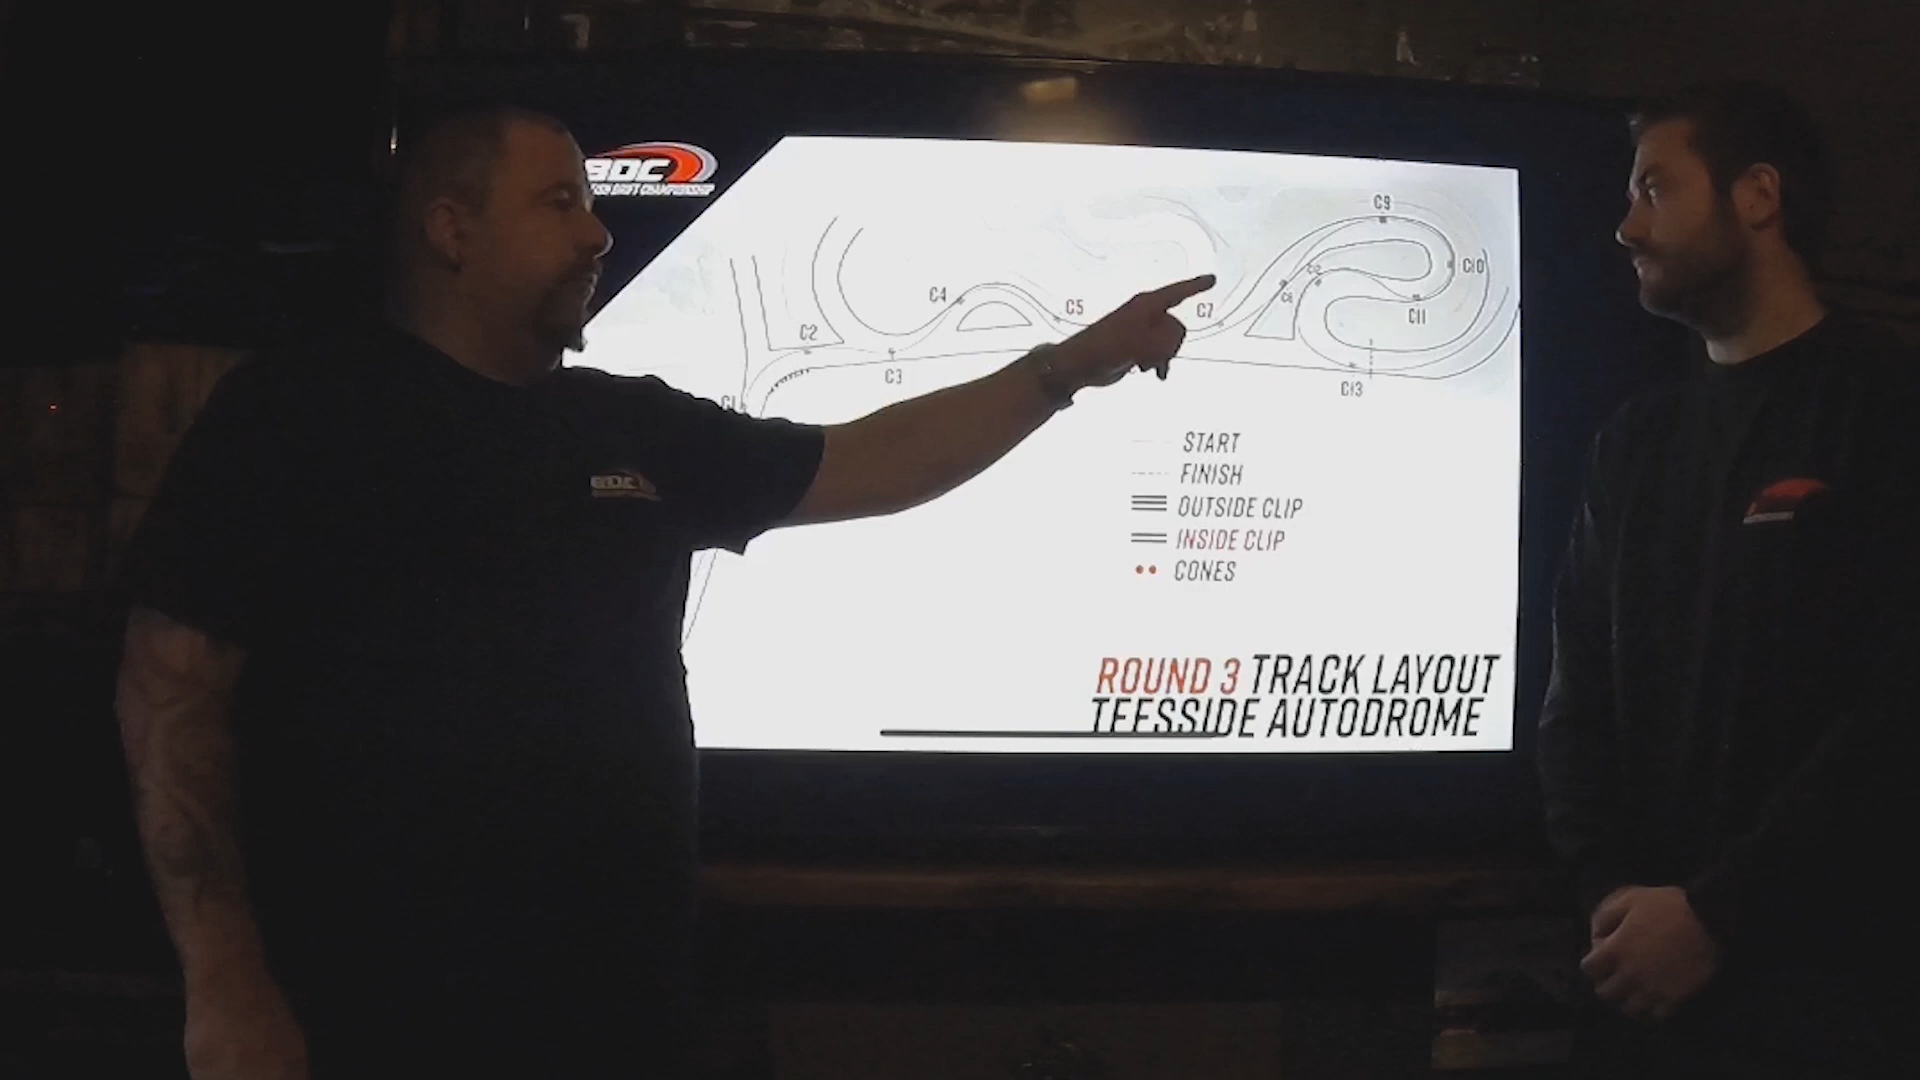 BDC
C9
C10
C4
C5
C7
C11
C2
C3
C13
C1
START
FINISH
OUTSIDE CLIP
INSIDE CLIP
CONES
ROUND 3 TRACK LAYOUT
TEESSIDE AUTODROME
BDC